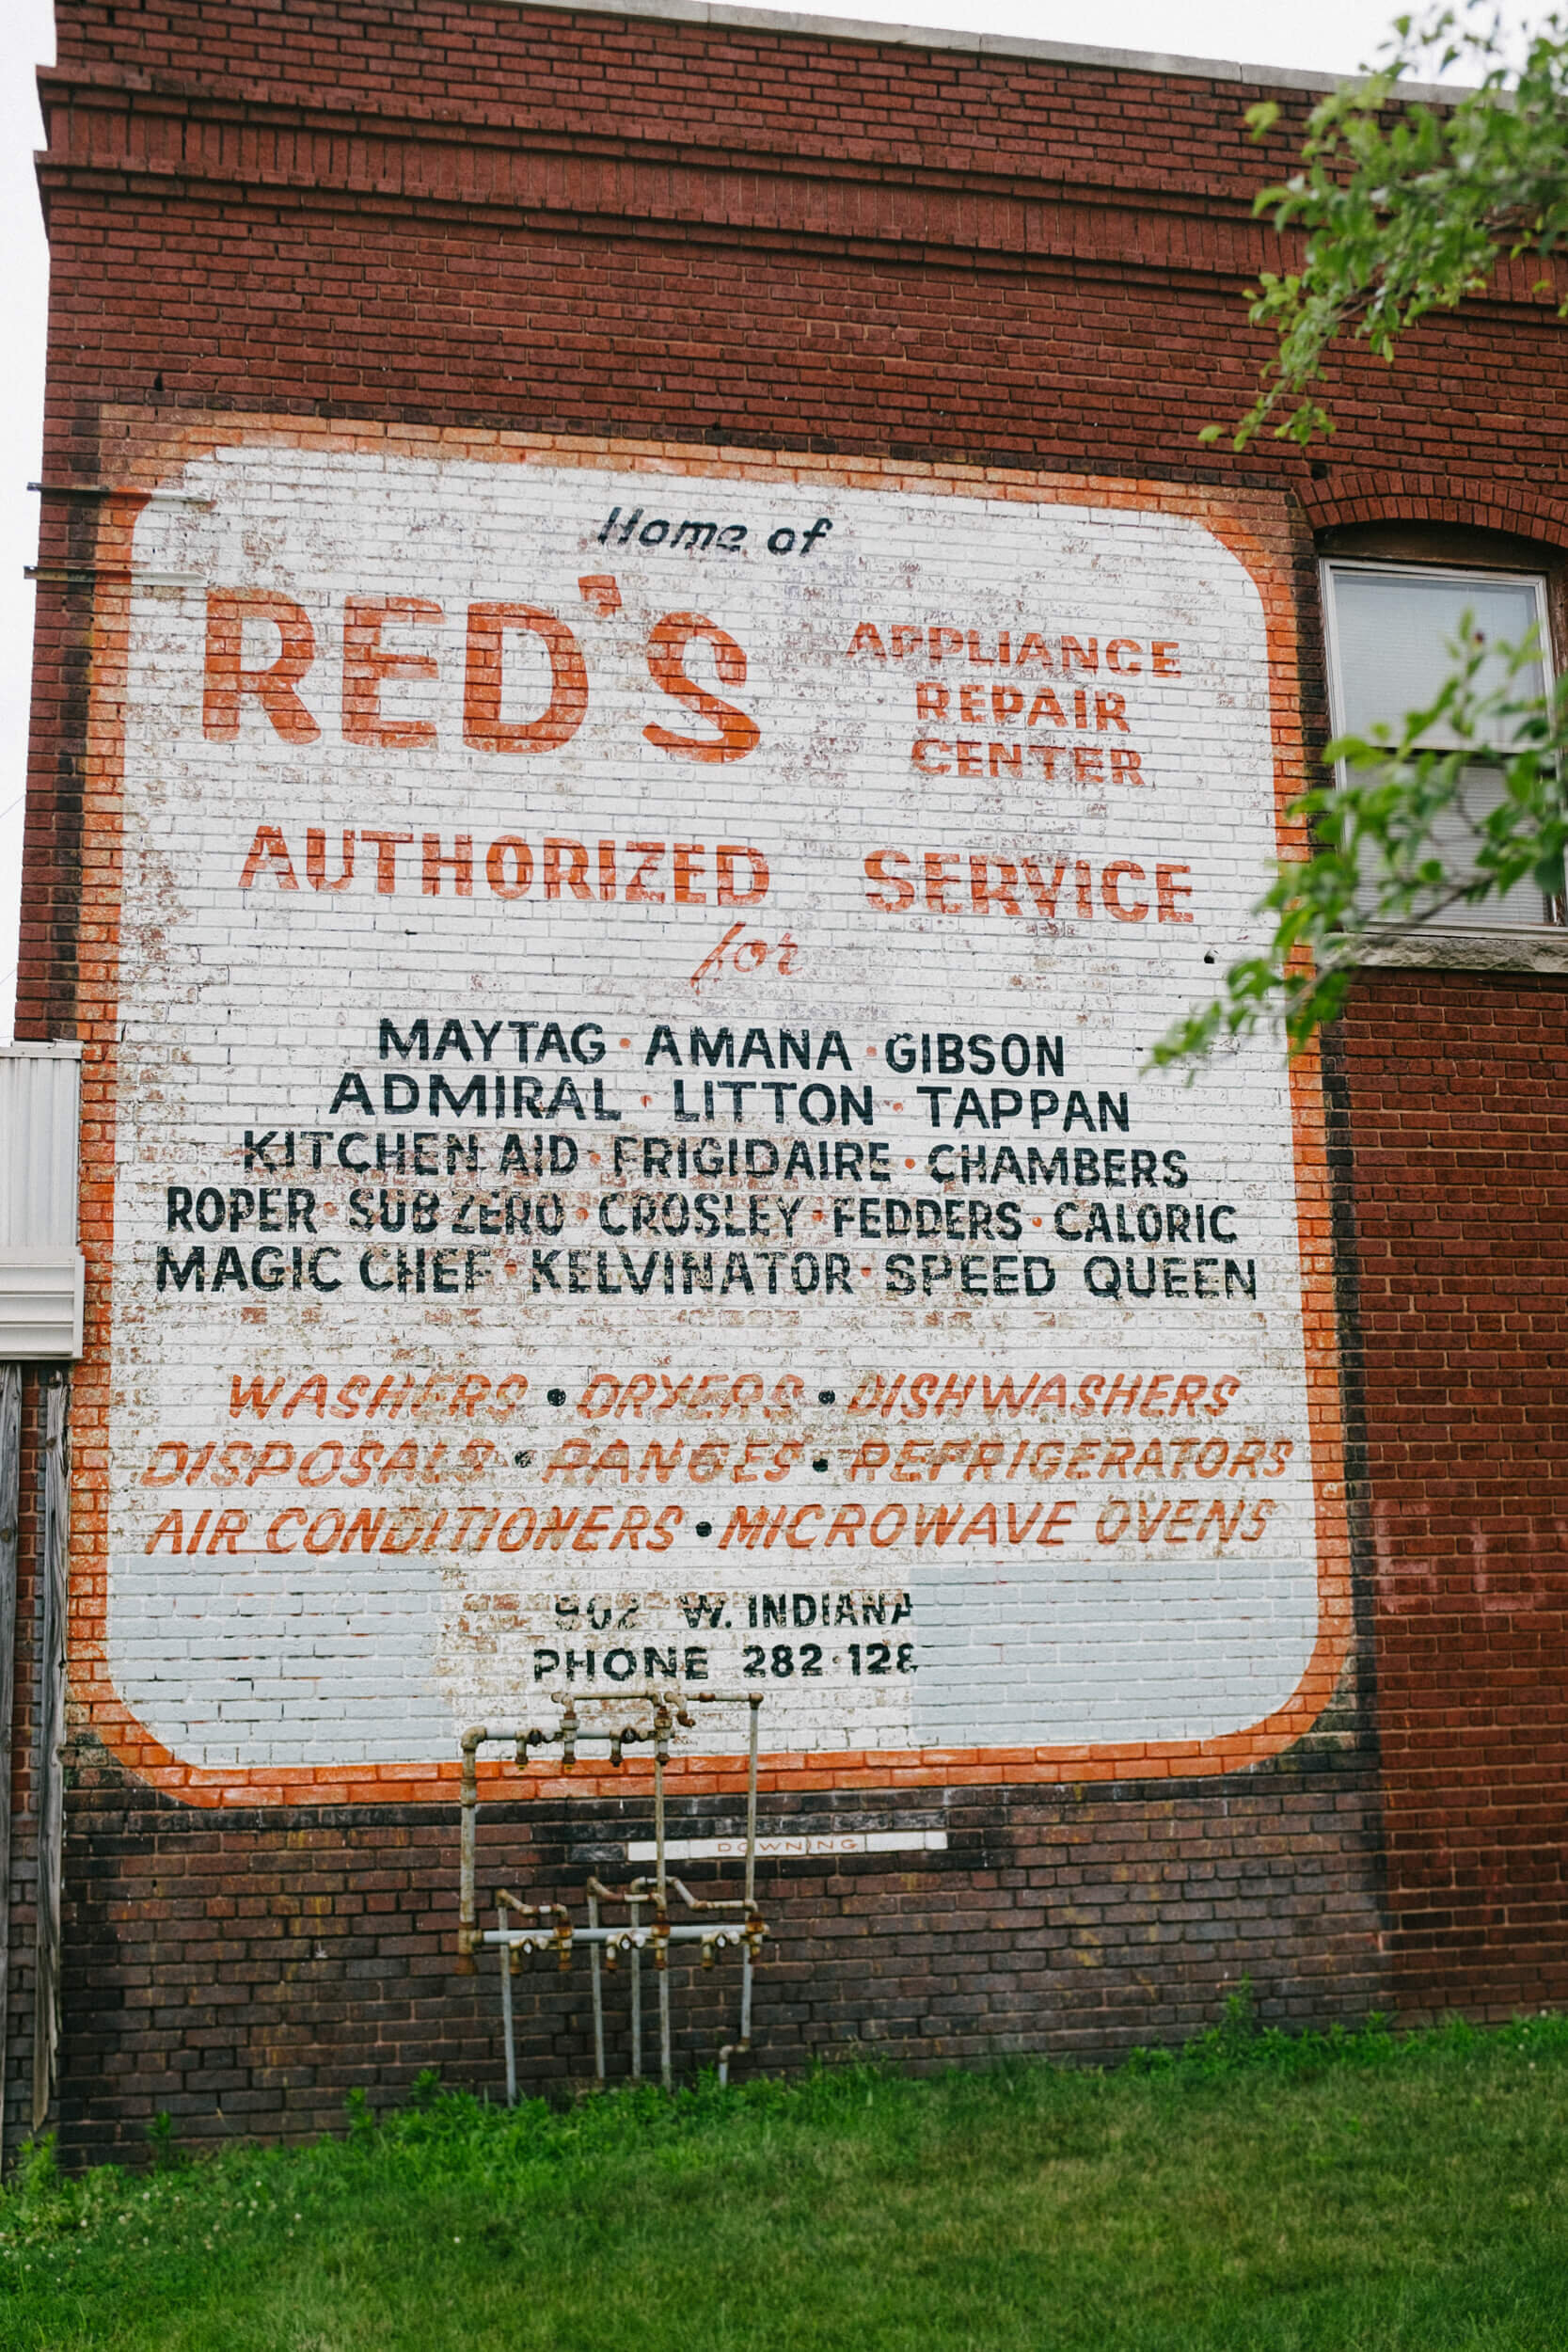 Home of
RED'S
APPLIANCE
REPAIR
CENTER
AUTHORIZED SERVICE
for
MAYTAG • AMANA • GIBSON
ADMIRAL • LITTON • TAPPAN
KITCHEN AID • FRIGIDAIRE • CHAMBERS
ROPER • SUB ZERO • CROSLEY • FEDDERS • CALORIC
MAGIC CHEF • KELVINATOR • SPEED QUEEN
WASHERS • DRYERS • DISHWASHERS
DISPOSALS • RANGES • REFRIGERATORS
AIR CONDITIONERS • MICROWAVE OVENS
W. INDIANA
PHONE 282·128
DOWNING